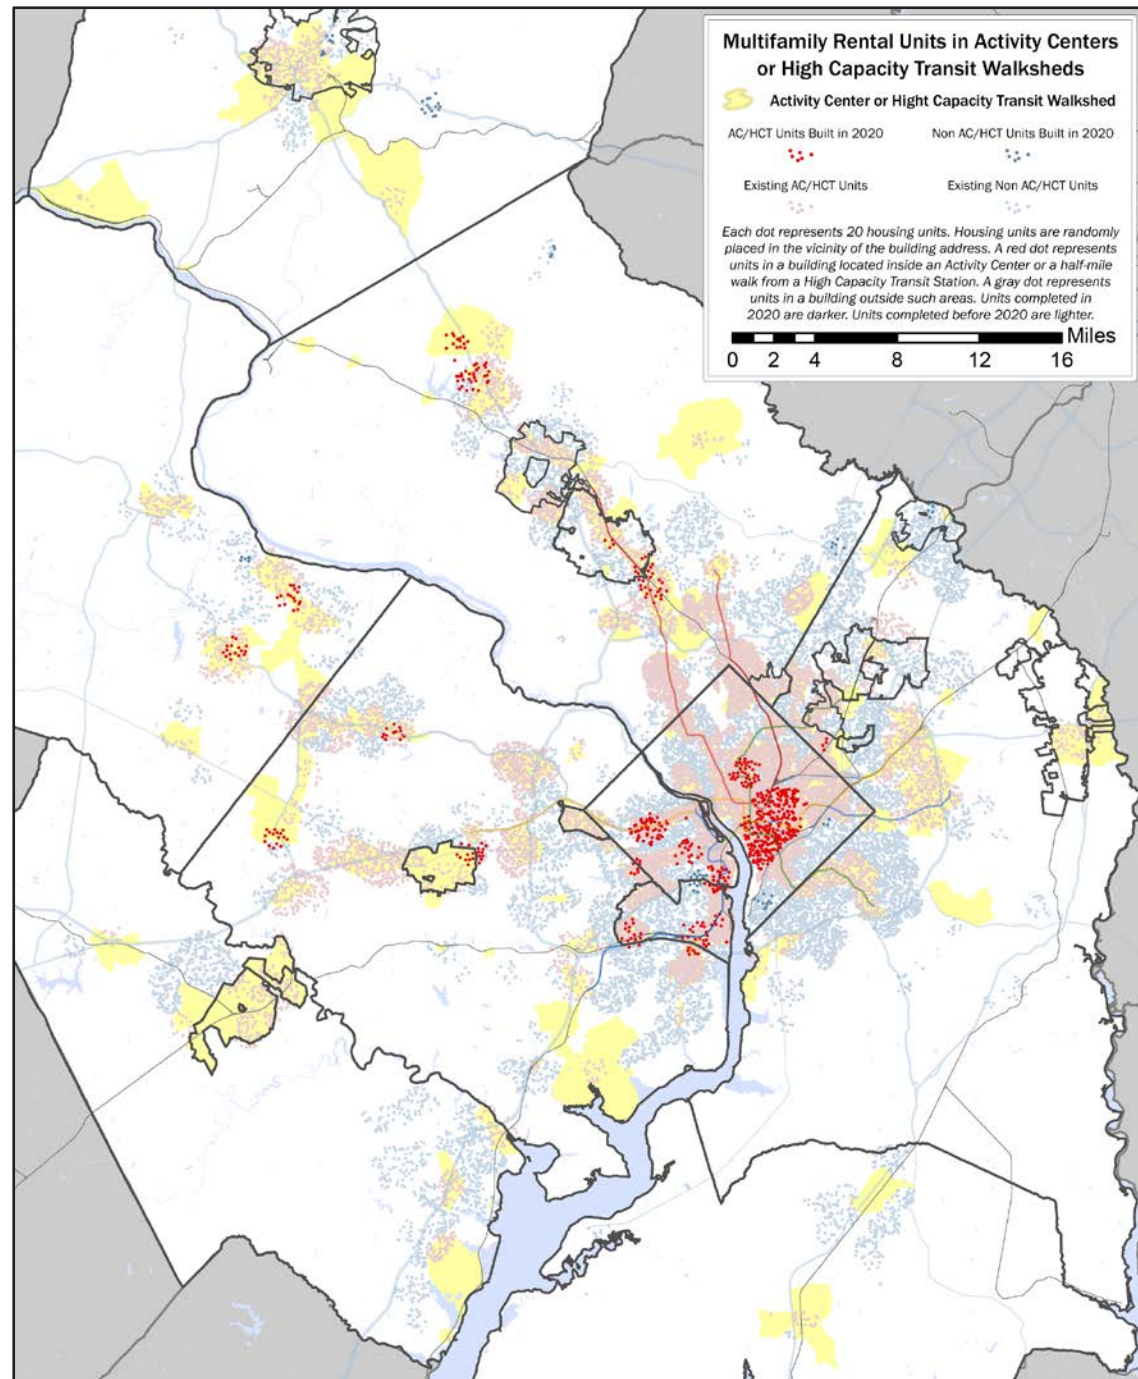 Multifamily Rental Units in Activity Centers
or High Capacity Transit Walksheds
Activity Center or Hight Capacity Transit Walkshed
AC/HCT Units Built in 2020
Non AC/HCT Units Built in 2020
Existing AC/HCT Units
Existing Non AC/HCT Units
Each dot represents 20 housing units. Housing units are randomly
placed in the vicinity of the building address. A red dot represents
units in a building located inside an Activity Center or a half-mile
walk from a High Capacity Transit Station. A gray dot represents
units in a building outside such areas. Units completed in
2020 are darker. Units completed before 2020 are lighter.
Miles
0 2 4 8 12 16